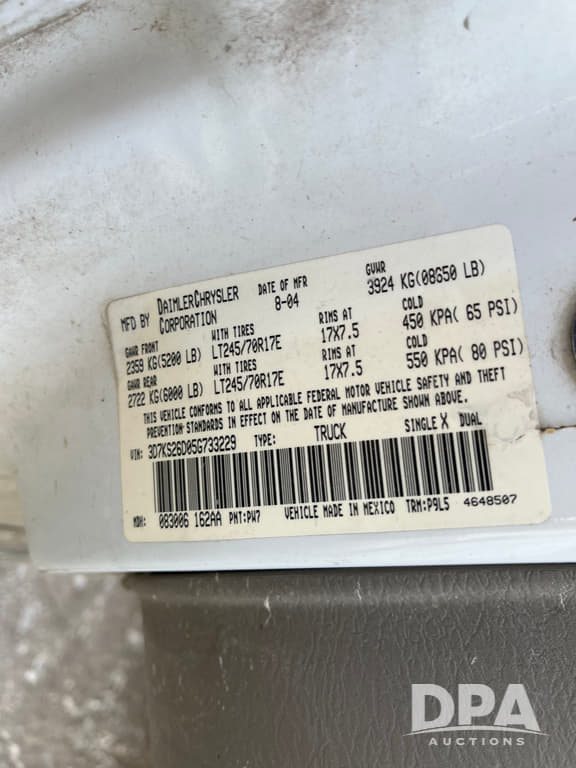 MFD BY DAIMLERCHRYSLER CORPORATION DATE OF MFR 8-04 GVWR 3924 KG(08650 LB)
GAWR FRONT WITH TIRES RIMS AT COLD
2359 KG(5200 LB) LT245/70R17E 17X7.5 450 KPA( 65 PSI)
GAWR REAR WITH TIRES RIMS AT COLD
2722 KG(6000 LB) LT245/70R17E 17X7.5 550 KPA( 80 PSI)
THIS VEHICLE CONFORMS TO ALL APPLICABLE FEDERAL MOTOR VEHICLE SAFETY AND THEFT
PREVENTION STANDARDS IN EFFECT ON THE DATE OF MANUFACTURE SHOWN ABOVE.
VIN: 3D7KS26D05G733229 TYPE: TRUCK SINGLE X DUAL
MDH: 083006 162AA PNT:PW7 VEHICLE MADE IN MEXICO TRM:P9L5 4648507
DPA
AUCTIONS